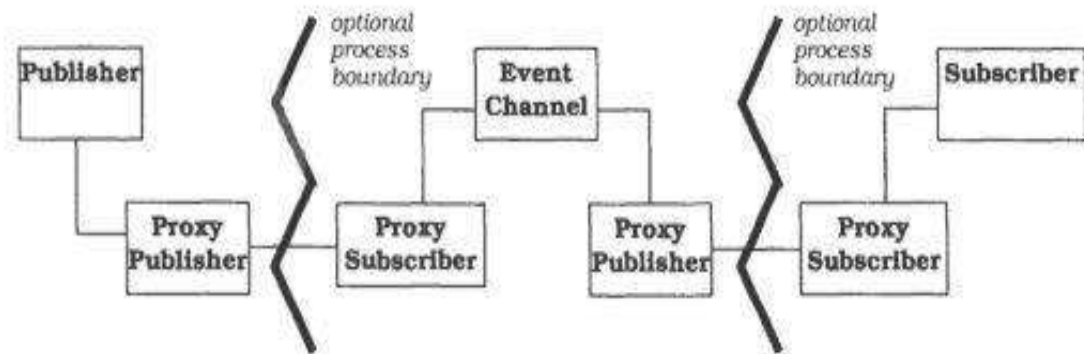 Publisher
optional
process
boundary
Event
Channel
optional
process
boundary
Subscriber
Proxy
Publisher
Proxy
Subscriber
Proxy
Publisher
Proxy
Subscriber